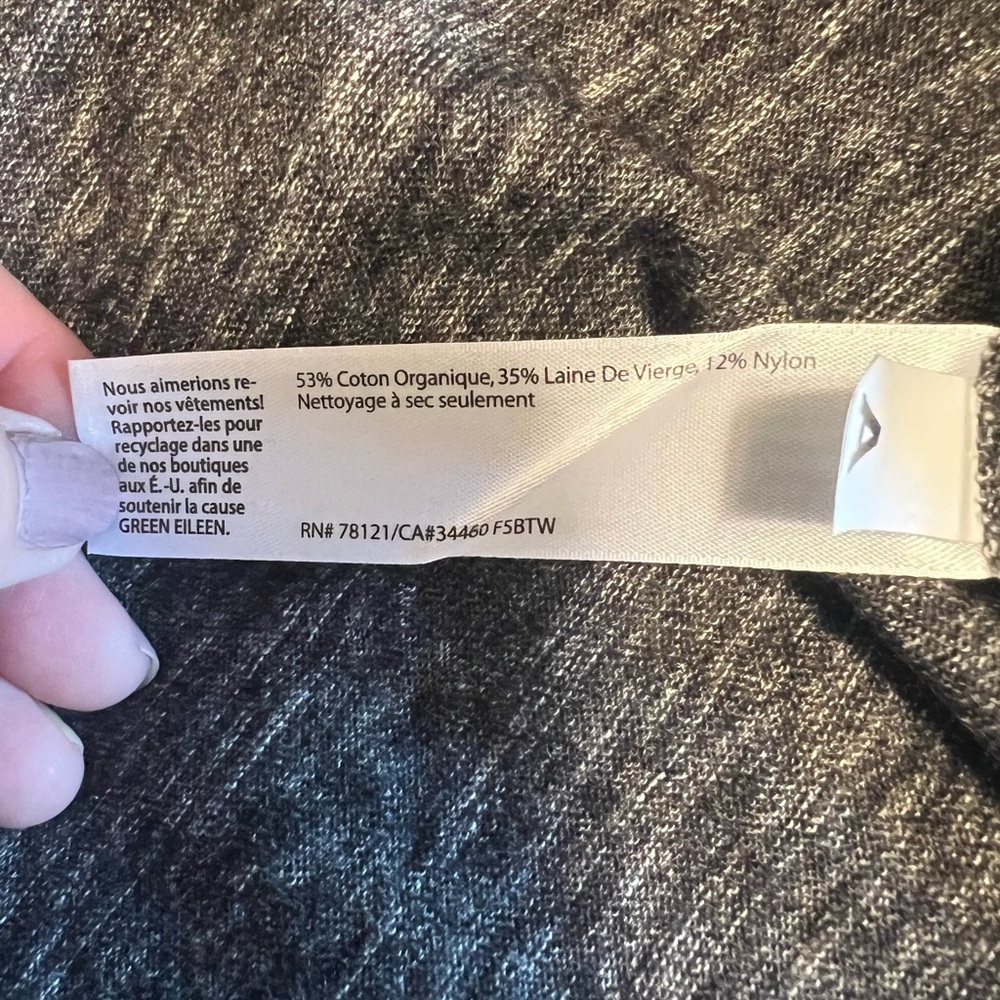 Nous aimerions re-
voir nos vêtements!
Rapportez-les pour
recyclage dans une
de nos boutiques
aux É.-U. afin de
soutenir la cause
GREEN EILEEN.
53% Coton Organique, 35% Laine De Vierge, 12% Nylon
Nettoyage à sec seulement
RN# 78121/CA#34460 F5BTW